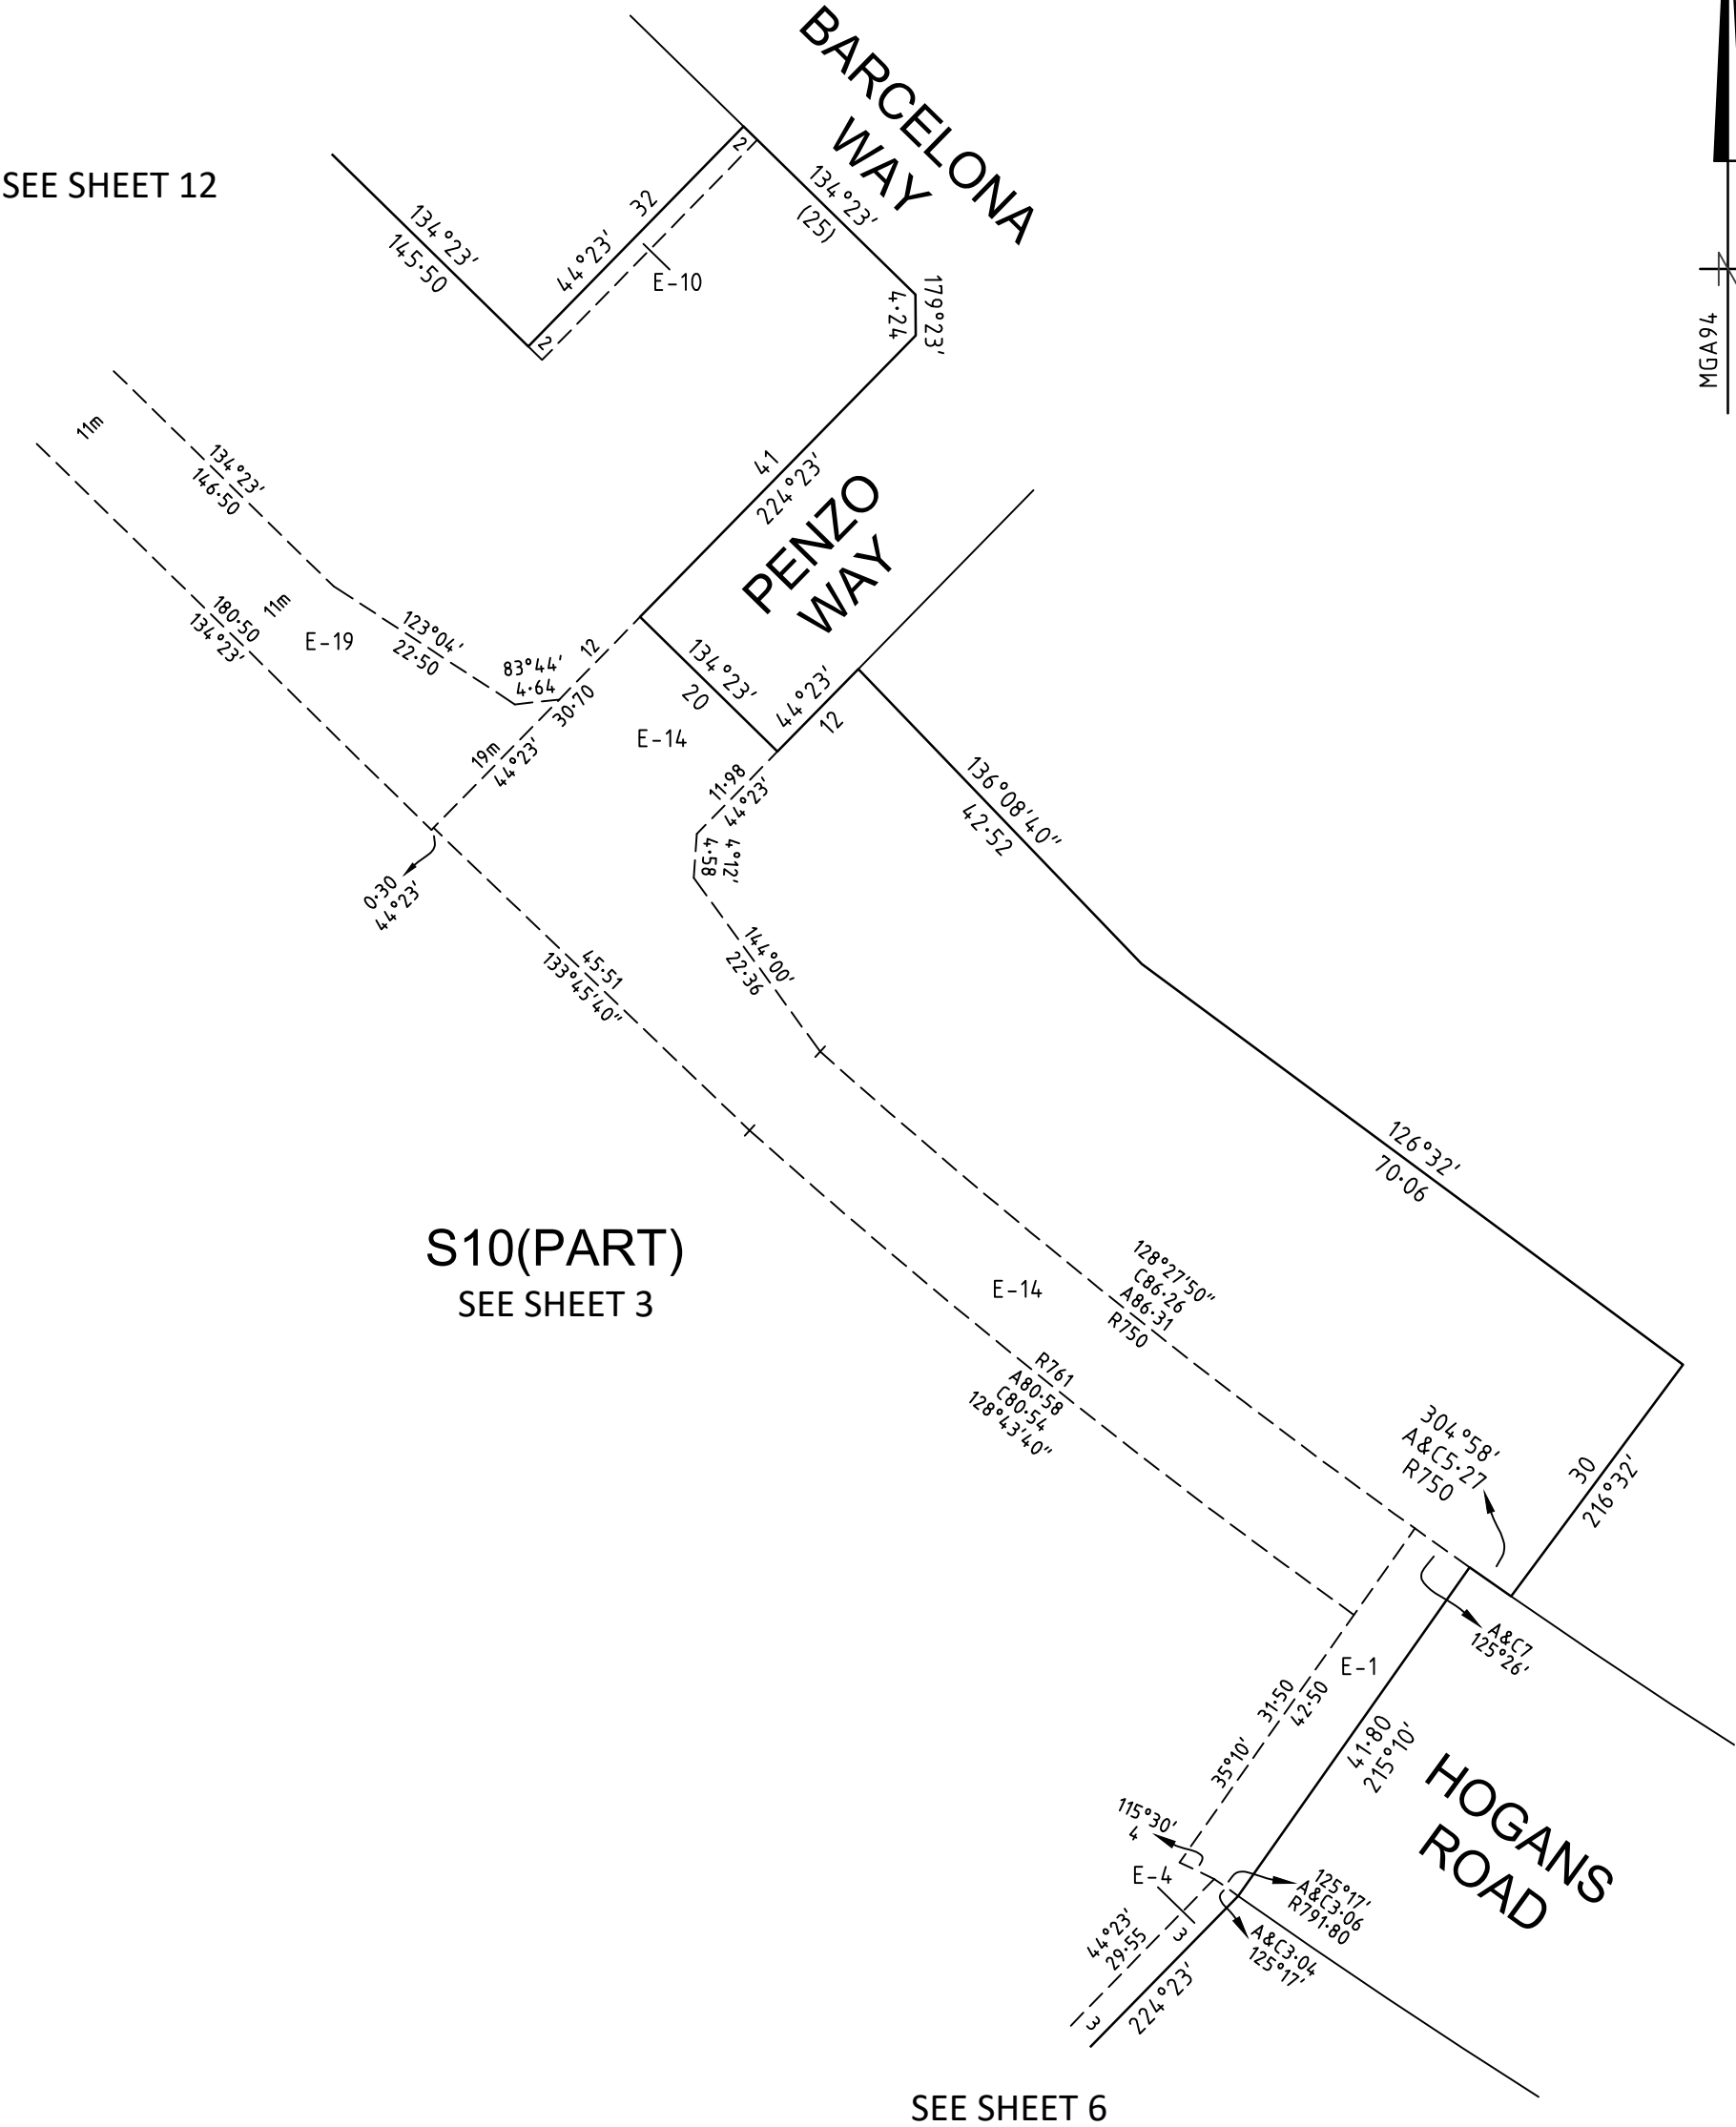 BARCELONA
WAY
SEE SHEET 12
134°23'
145·50
44°23'
32
2
2
E-10
134°23'
(25)
179°23'
4·24
MGA94
11m
134°23'
146·50
41
224°23'
PENZO
WAY
180·50
134°23'
11m
E-19
123°04'
22·50
83°44'
4·64
12
30·70
19m
44°23'
134°23'
20
44°23'
12
E-14
11·98
44°23'
4°12'
4·58
0·30
44°23'
136°08'40"
42·52
144°00'
22·36
45·51
133°45'40"
126°32'
70·06
S10(PART)
SEE SHEET 3
E-14
128°27'50"
C86·26
A86·31
R750
R761
A80·58
C80·54
128°43'40"
304°58'
A&C5·27
R750
30
216°32'
A&C7
125°26'
E-1
31·50
42·50
35°10'
41·80
215°10'
HOGANS
ROAD
115°30'
4
E-4
125°17'
A&C3·06
R791·80
A&C3·04
125°17'
44°23'
29·55
3
3
224°23'
SEE SHEET 6